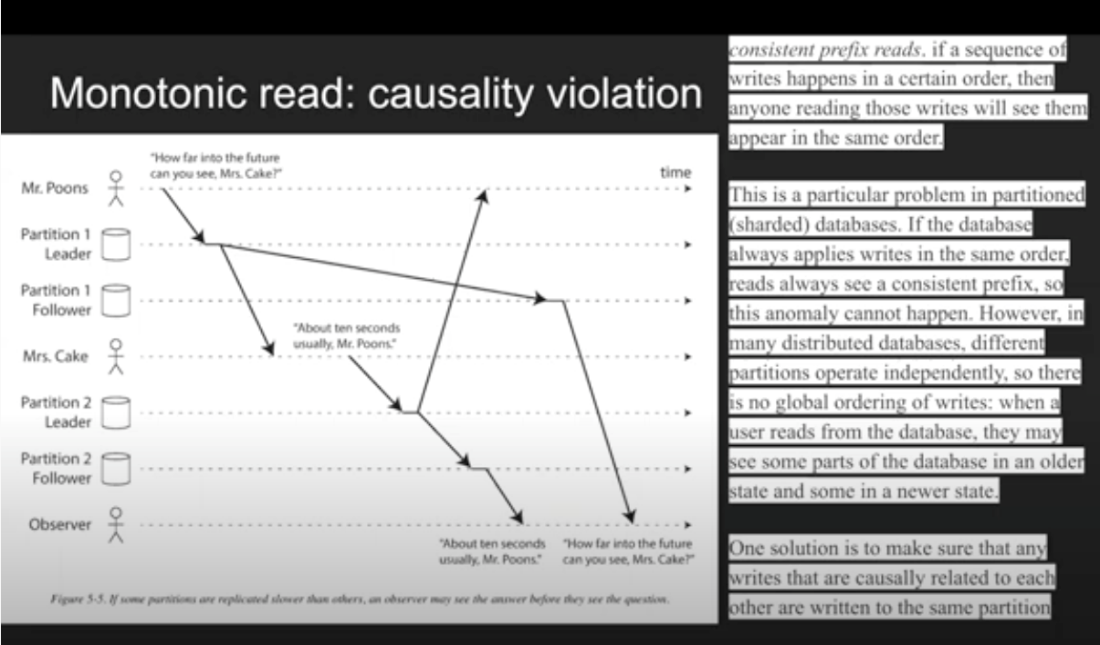 Monotonic read: causality violation
"How far into the future
can you see, Mrs. Cake?"
time
Mr. Poons
Partition 1
Leader
Partition 1
Follower
"About ten seconds
usually, Mr. Poons."
Mrs. Cake
Partition 2
Leader
Partition 2
Follower
Observer
"About ten seconds
usually, Mr. Poons."
"How far into the future
can you see, Mrs. Cake?"
Figure 5-5. If some partitions are replicated slower than others, an observer may see the answer before they see the question.
consistent prefix reads. if a sequence of
writes happens in a certain order, then
anyone reading those writes will see them
appear in the same order.
This is a particular problem in partitioned
(sharded) databases. If the database
always applies writes in the same order,
reads always see a consistent prefix, so
this anomaly cannot happen. However, in
many distributed databases, different
partitions operate independently, so there
is no global ordering of writes: when a
user reads from the database, they may
see some parts of the database in an older
state and some in a newer state.
One solution is to make sure that any
writes that are causally related to each
other are written to the same partition